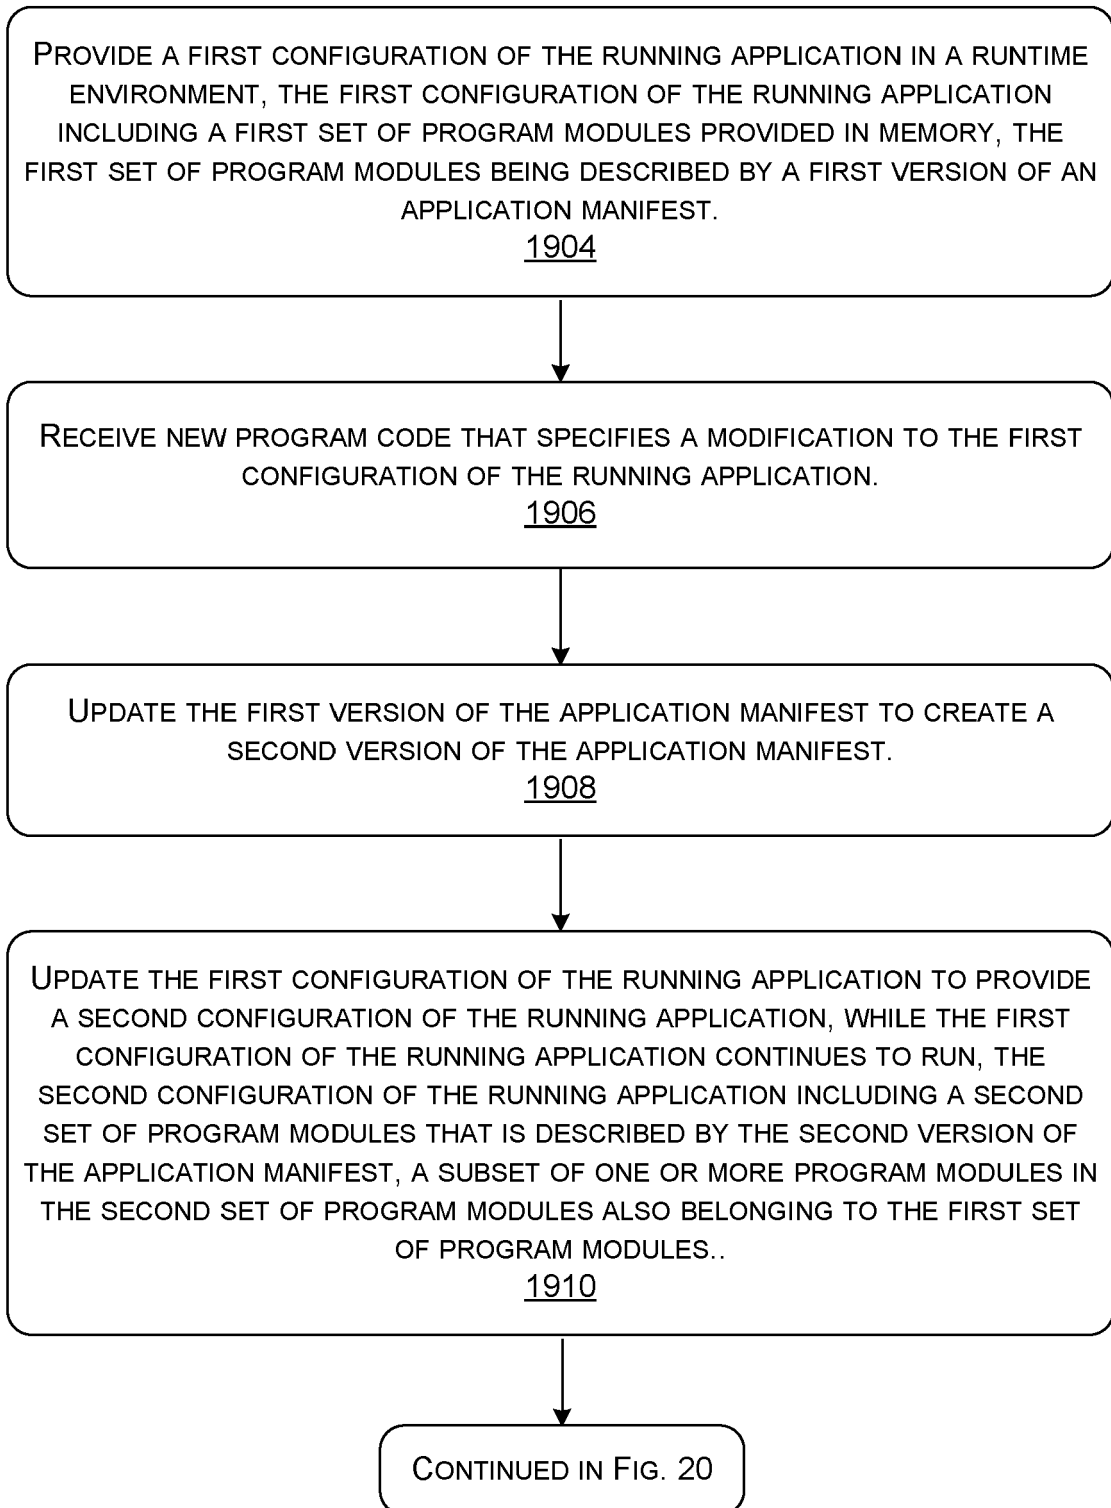 PROVIDE A FIRST CONFIGURATION OF THE RUNNING APPLICATION IN A RUNTIME
ENVIRONMENT, THE FIRST CONFIGURATION OF THE RUNNING APPLICATION
INCLUDING A FIRST SET OF PROGRAM MODULES PROVIDED IN MEMORY, THE
FIRST SET OF PROGRAM MODULES BEING DESCRIBED BY A FIRST VERSION OF AN
APPLICATION MANIFEST.
1904
RECEIVE NEW PROGRAM CODE THAT SPECIFIES A MODIFICATION TO THE FIRST
CONFIGURATION OF THE RUNNING APPLICATION.
1906
UPDATE THE FIRST VERSION OF THE APPLICATION MANIFEST TO CREATE A
SECOND VERSION OF THE APPLICATION MANIFEST.
1908
UPDATE THE FIRST CONFIGURATION OF THE RUNNING APPLICATION TO PROVIDE
A SECOND CONFIGURATION OF THE RUNNING APPLICATION, WHILE THE FIRST
CONFIGURATION OF THE RUNNING APPLICATION CONTINUES TO RUN, THE
SECOND CONFIGURATION OF THE RUNNING APPLICATION INCLUDING A SECOND
SET OF PROGRAM MODULES THAT IS DESCRIBED BY THE SECOND VERSION OF
THE APPLICATION MANIFEST, A SUBSET OF ONE OR MORE PROGRAM MODULES IN
THE SECOND SET OF PROGRAM MODULES ALSO BELONGING TO THE FIRST SET
OF PROGRAM MODULES..
1910
CONTINUED IN FIG. 20